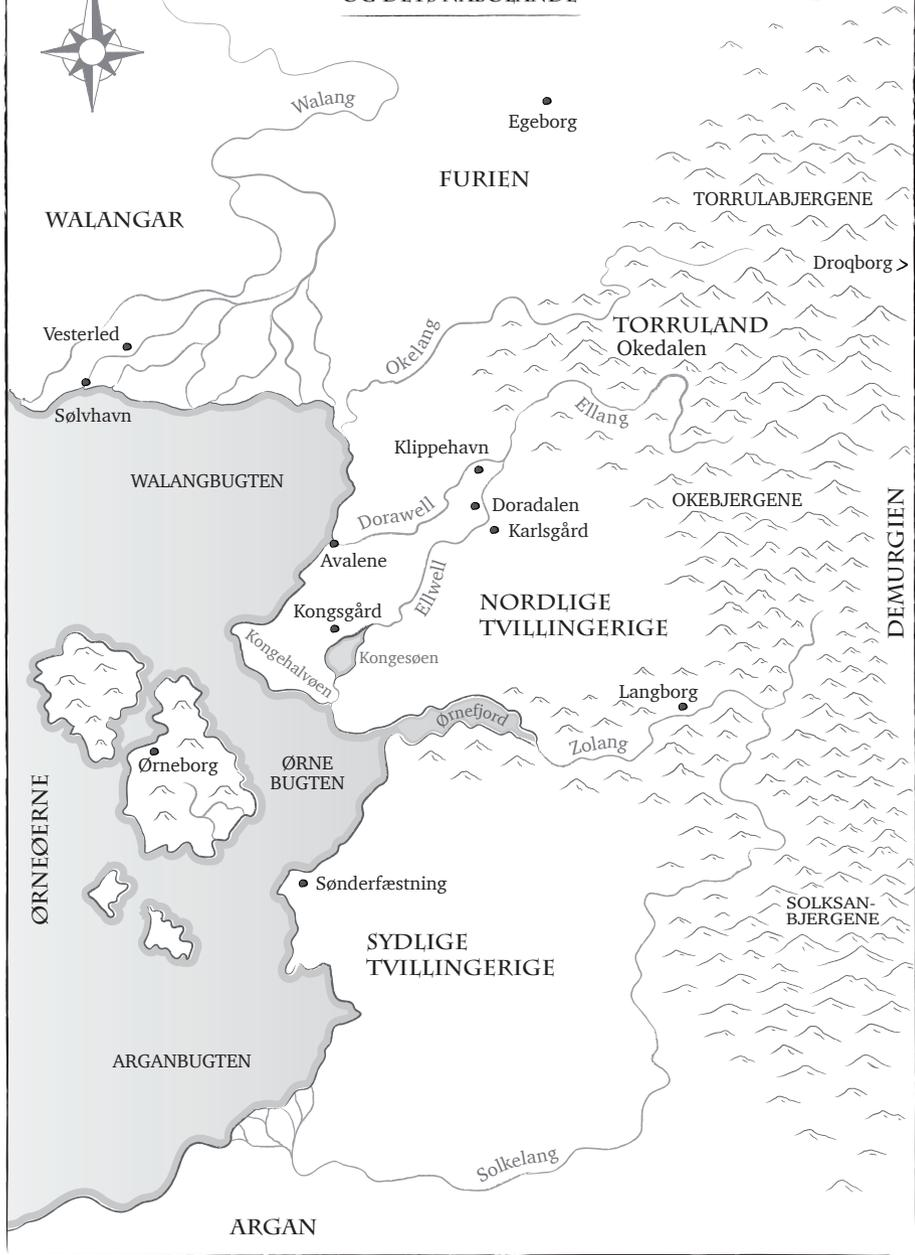 OG DETS NABOLANDE
Walang
Egeborg
FURIEN
TORRULABJERGENE
WALANGAR
Droqborg >
Vesterled
TORRULAND
Okedalen
Okelang
Sølvhavn
Ellang
Klippehavn
WALANGBUGTEN
OKEBJERGENE
Doradalen
Dorawell
Karlsgård
Avalene
DEMURGIEN
Ellwell
NORDLIGE
TVILLINGERIGE
Kongsgård
Kongehalvøen
Kongesøen
Langborg
Ørnefjord
Zolang
Ørneborg
ØRNE
BUGTEN
ØRNEØERNE
Sønderfæstning
SOLKSAN-
BJERGENE
SYDLIGE
TVILLINGERIGE
ARGANBUGTEN
Solkelang
ARGAN